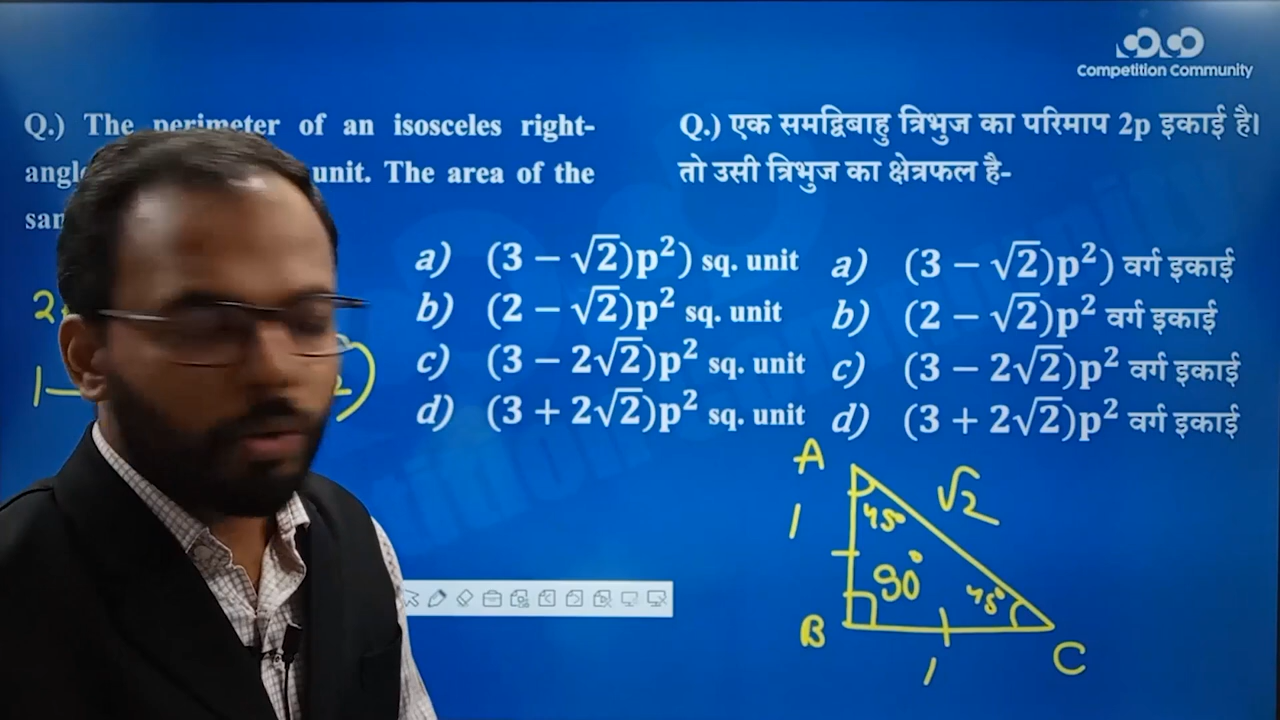 Competition Community
Q.) The perimeter of an isosceles right-
unit. The area of the
Q.) एक समद्विबाहु त्रिभुज का परिमाप 2p इकाई है।
तो उसी त्रिभुज का क्षेत्रफल है-
a) (3 − √2)p²) sq. unit
b) (2 − √2)p² sq. unit
c) (3 − 2√2)p² sq. unit
d) (3 + 2√2)p² sq. unit
a) (3 − √2)p²) वर्ग इकाई
b) (2 − √2)p² वर्ग इकाई
c) (3 − 2√2)p² वर्ग इकाई
d) (3 + 2√2)p² वर्ग इकाई
2
1
A
√2
1
45
90°
45
B
1
C